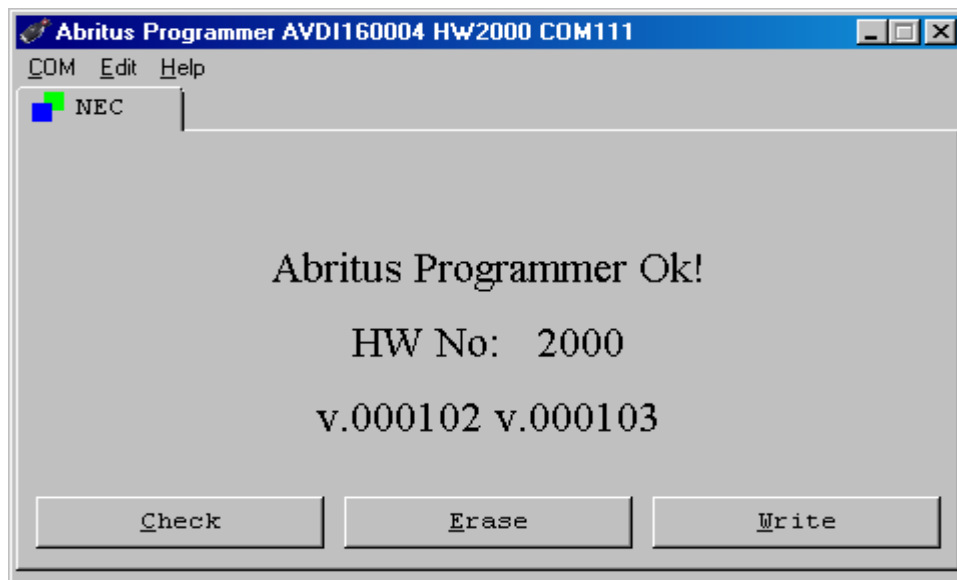 Abritus Programmer AVDI160004 HW2000 COM111
COM Edit Help
NEC
Abritus Programmer Ok!
HW No: 2000
v.000102 v.000103
Check Erase Write